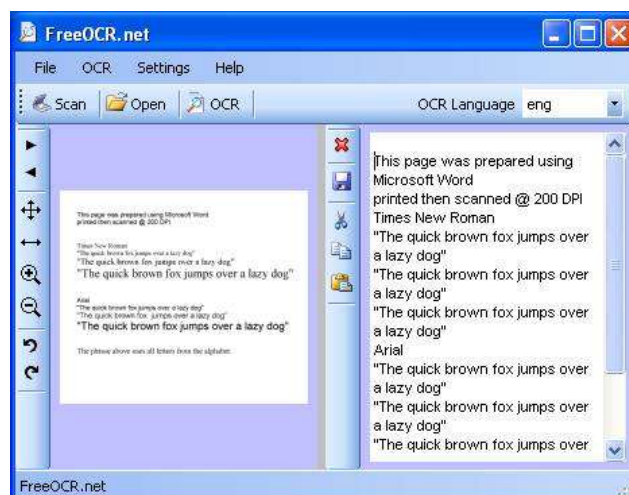 FreeOCR.net
File OCR Settings Help
Scan Open OCR OCR Language eng
This page was prepared using Microsoft Word
printed then scanned @ 200 DPI
Times New Roman
"The quick brown fox jumps over a lazy dog"
"The quick brown fox jumps over a lazy dog"
"The quick brown fox jumps over a lazy dog"
Arial
"The quick brown fox jumps over a lazy dog"
"The quick brown fox jumps over a lazy dog"
"The quick brown fox jumps over a lazy dog"
The phrase above uses all letters from the alphabet.
This page was prepared using
Microsoft Word
printed then scanned @ 200 DPI
Times New Roman
"The quick brown fox jumps over
a lazy dog"
"The quick brown fox jumps over
a lazy dog"
"The quick brown fox jumps over
a lazy dog"
Arial
"The quick brown fox jumps over
a lazy dog"
"The quick brown fox jumps over
a lazy dog"
"The quick brown fox jumps over
FreeOCR.net